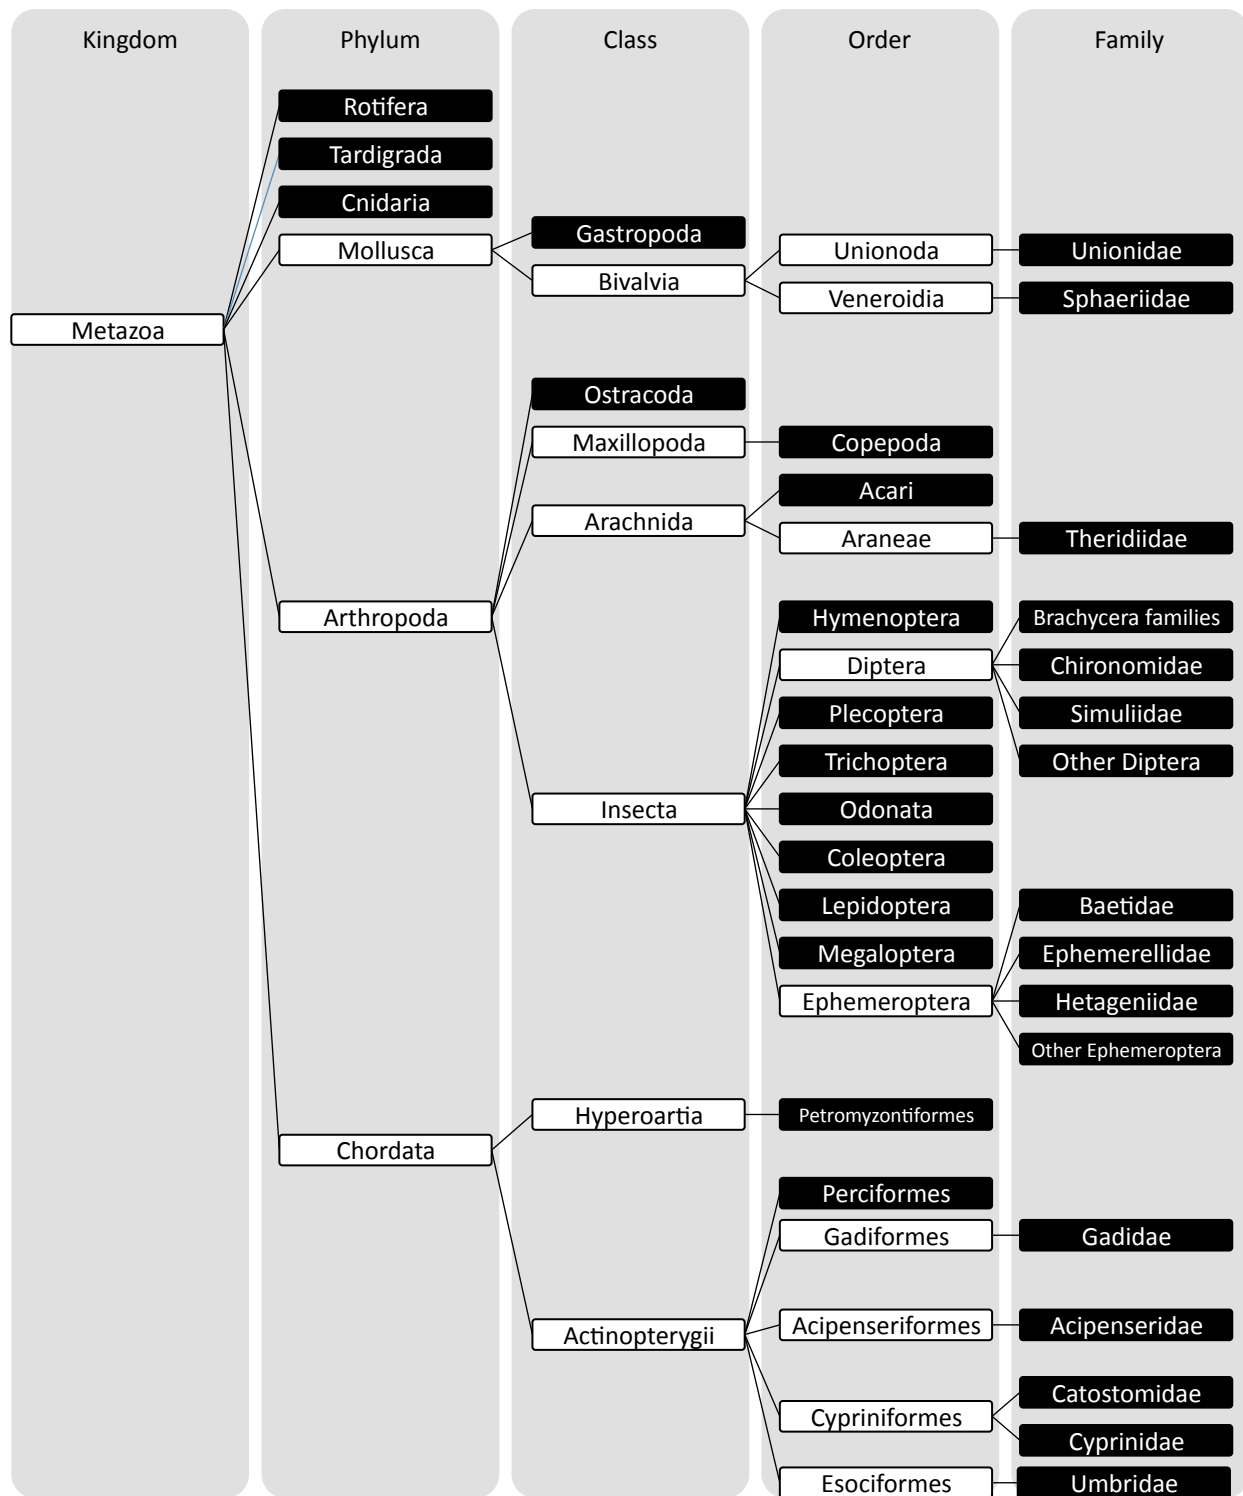 Kingdom
Phylum
Class
Order
Family
Rotifera
Tardigrada
Cnidaria
Mollusca
Gastropoda
Bivalvia
Unionoda
Unionidae
Veneroidia
Sphaeriidae
Metazoa
Ostracoda
Maxillopoda
Copepoda
Acari
Arachnida
Araneae
Theridiidae
Arthropoda
Hymenoptera
Brachycera families
Diptera
Chironomidae
Plecoptera
Simuliidae
Trichoptera
Other Diptera
Insecta
Odonata
Coleoptera
Lepidoptera
Baetidae
Megaloptera
Ephemerellidae
Ephemeroptera
Hetageniidae
Other Ephemeroptera
Hyperoartia
Petromyzontiformes
Chordata
Perciformes
Gadiformes
Gadidae
Actinopterygii
Acipenseriformes
Acipenseridae
Catostomidae
Cypriniformes
Cyprinidae
Esociformes
Umbridae